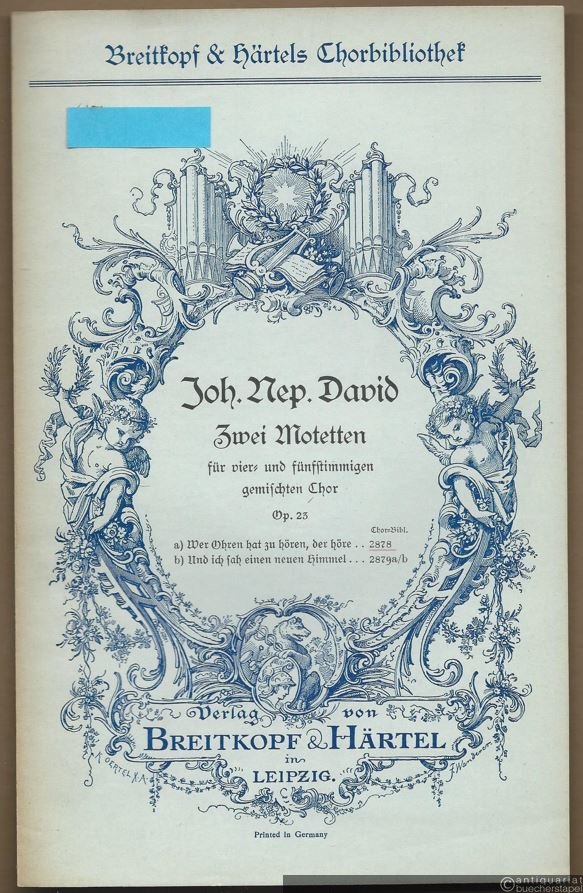 Breitkopf & Härtels Chorbibliothek
Joh. Nep. David
Zwei Motetten
für vier- und fünfstimmigen
gemischten Chor
Op. 23
Chor-Bibl.
a) Wer Ohren hat zu hören, der höre . . 2878
b) Und ich sah einen neuen Himmel . . . 2879a/b
Verlag von
BREITKOPF & HÄRTEL
in
LEIPZIG.
OERTEL X.A.
Printed in Germany
©antiquariat
buecherstapel